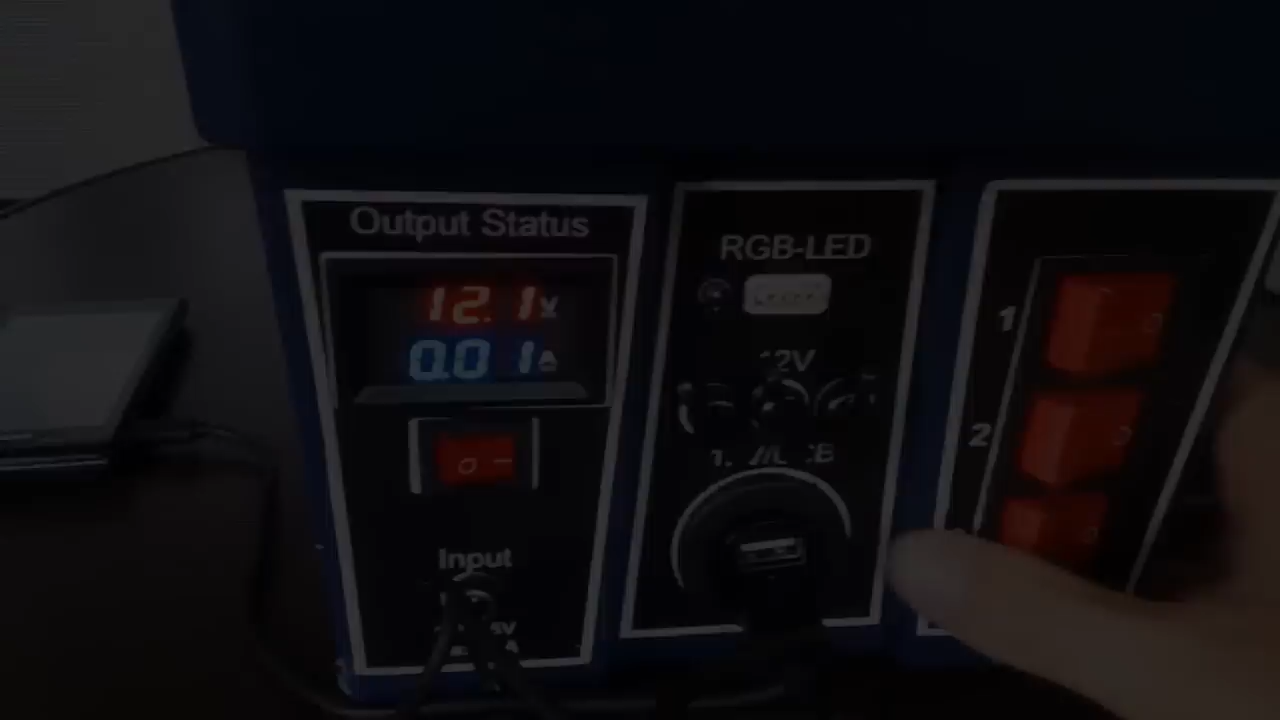 Output Status
12.1V
0.01A
Input
RGB-LED
12V
1
2